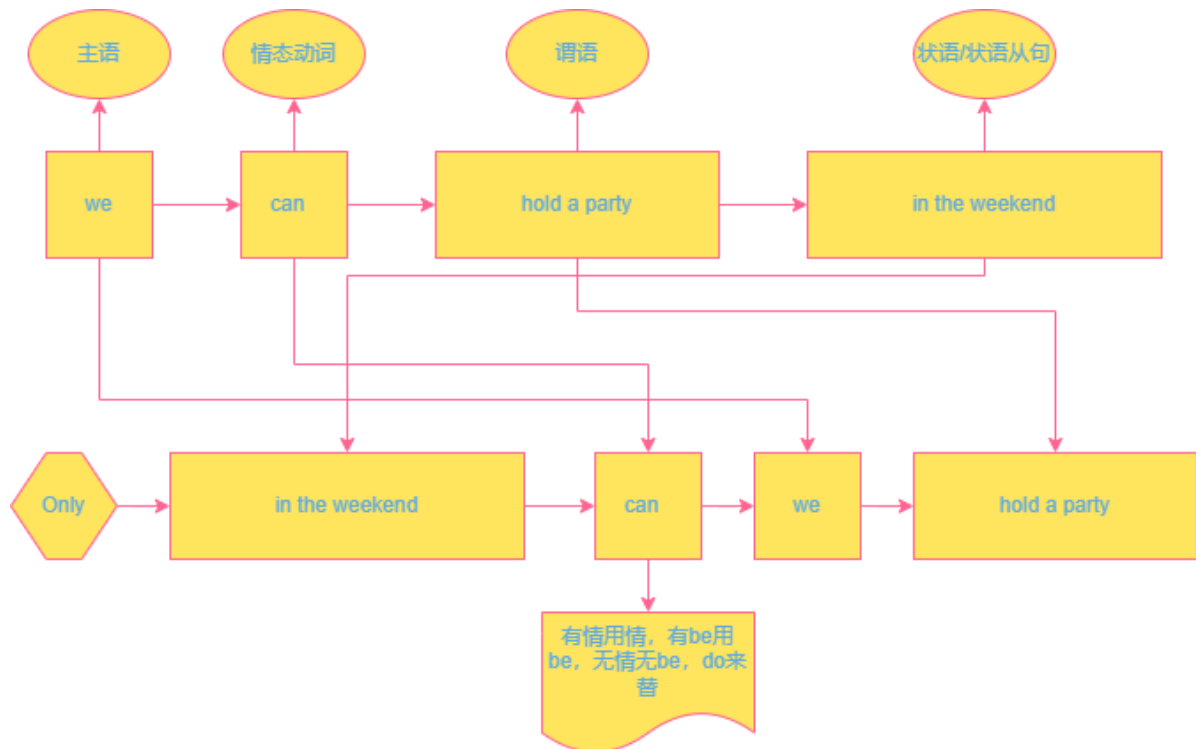 主语
情态动词
谓语
状语/状语从句
we
can
hold a party
in the weekend
Only
in the weekend
can
we
hold a party
有情用情，有be用
be，无情无be，do来
替